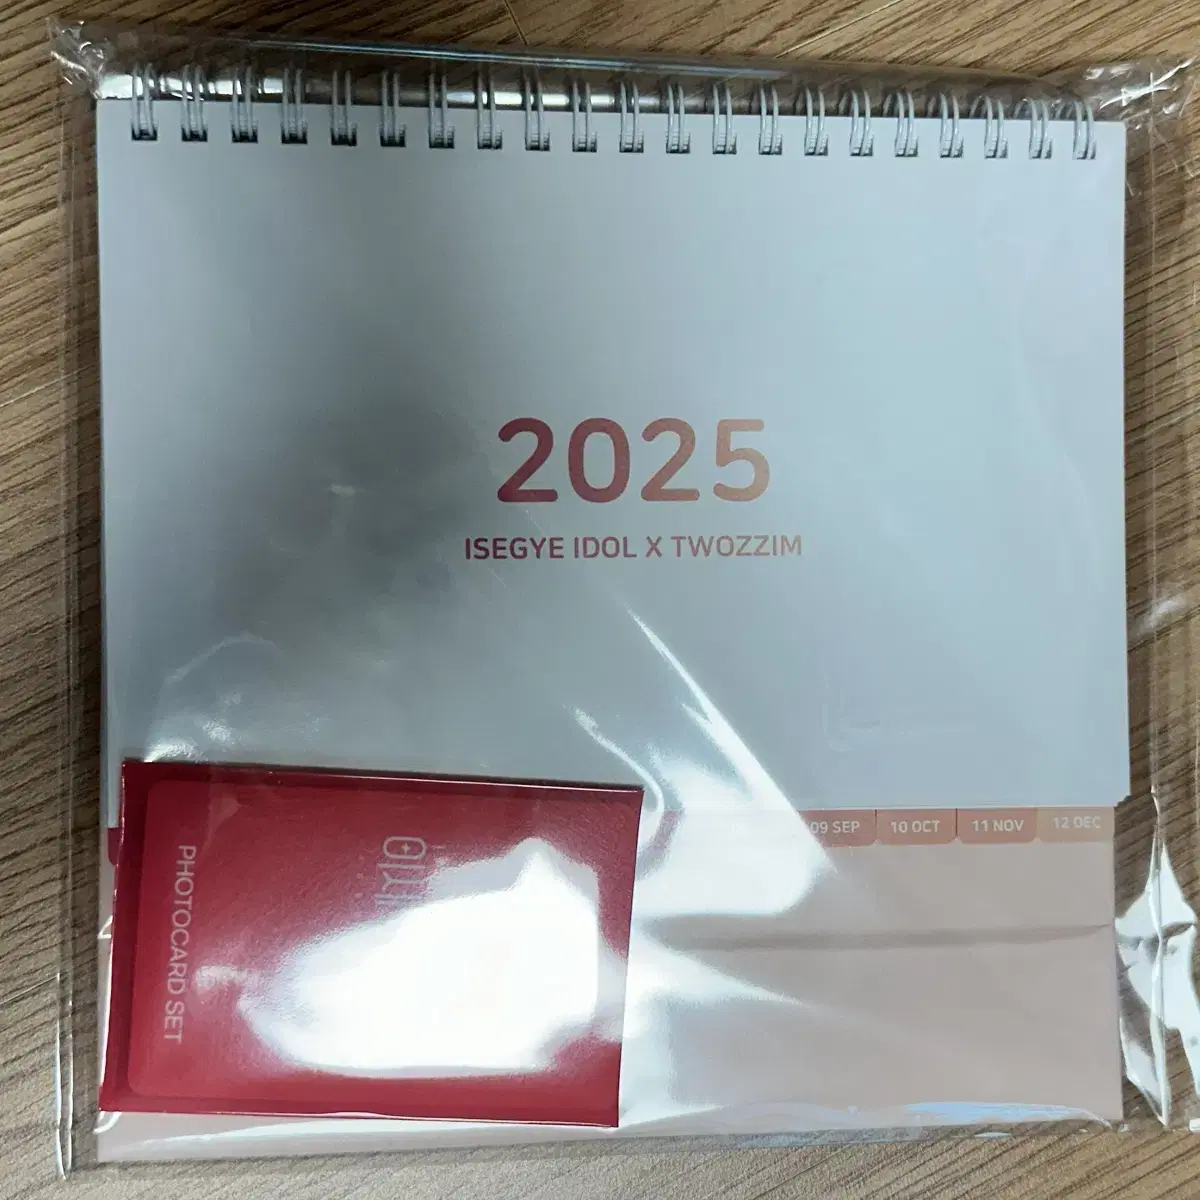 2025
ISEGYE IDOL X TWOZZIM
09 SEP
10 OCT
11 NOV
12 DEC
PHOTOCARD SET